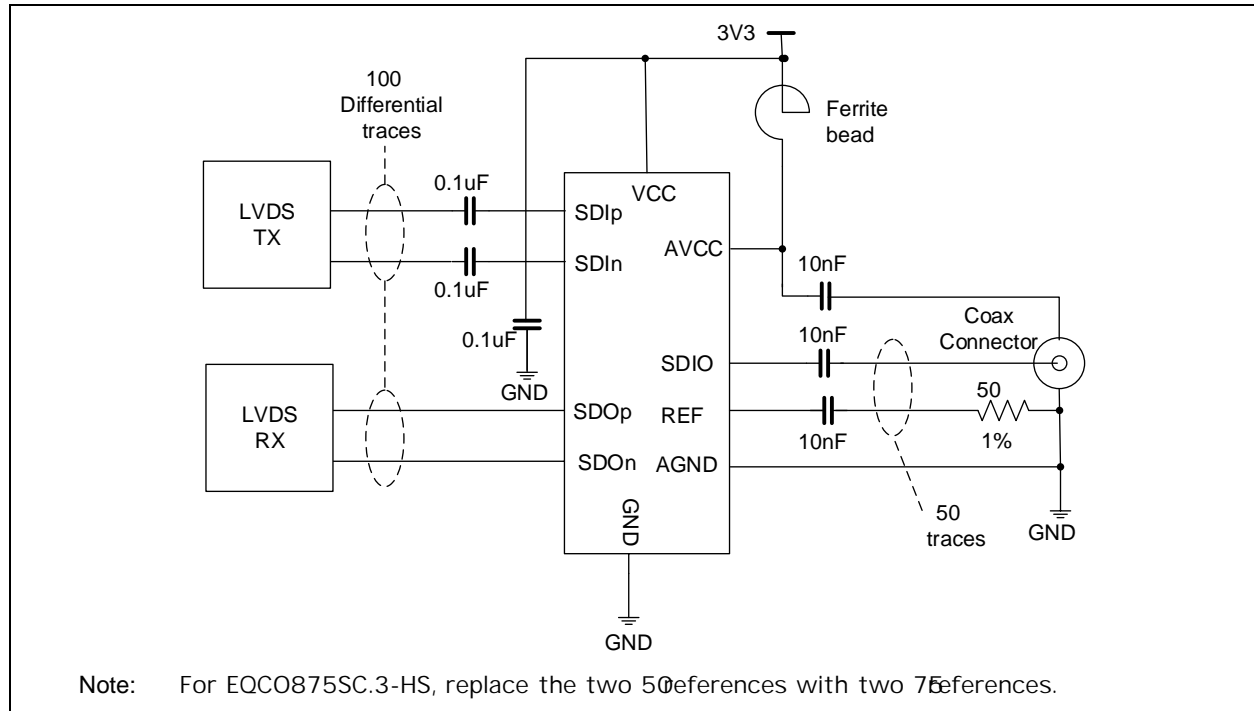 3V3
100
Differential
traces
Ferrite
bead
LVDS
TX
0.1uF
0.1uF
SDIp
SDIn
VCC
AVCC
10nF
0.1uF
GND
Coax
Connector
10nF
SDIO
LVDS
RX
SDOp
SDOn
REF
10nF
50
1%
AGND
GND
50
traces
GND
GND
Note: For EQCO875SC.3-HS, replace the two 50 references with two 75 references.